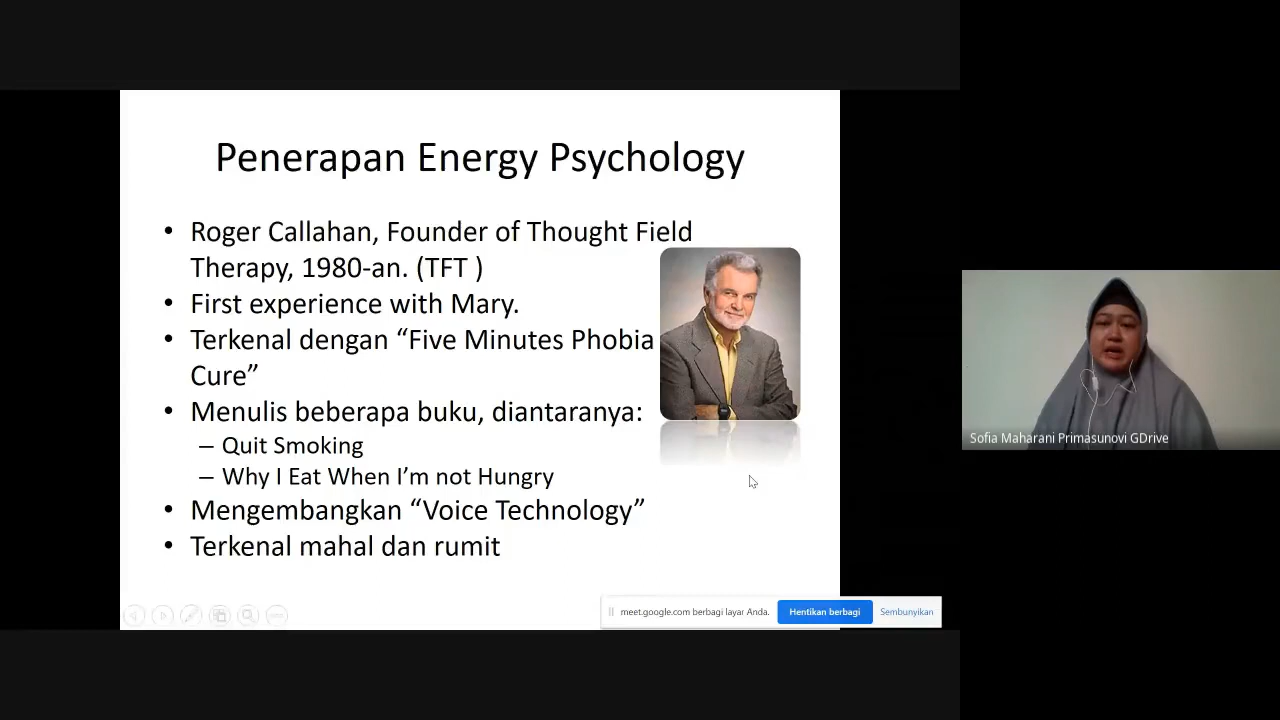 Penerapan Energy Psychology
• Roger Callahan, Founder of Thought Field
Therapy, 1980-an. (TFT )
• First experience with Mary.
• Terkenal dengan “Five Minutes Phobia
Cure”
• Menulis beberapa buku, diantaranya:
– Quit Smoking
– Why I Eat When I’m not Hungry
• Mengembangkan “Voice Technology”
• Terkenal mahal dan rumit
meet.google.com berbagi layar Anda. Hentikan berbagi Sembunyikan
Sofia Maharani Primasunovi GDrive